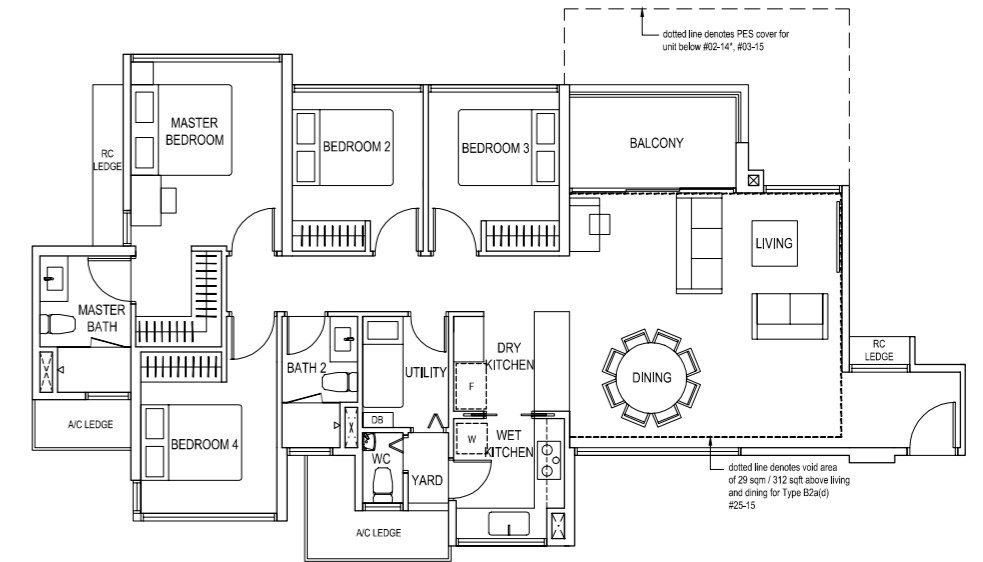 dotted line denotes PES cover for
unit below #02-14*, #03-15
MASTER
BEDROOM
BEDROOM 2
BEDROOM 3
BALCONY
RC
LEDGE
LIVING
MASTER
BATH
BATH 2
UTILITY
DRY
KITCHEN
F
DINING
RC
LEDGE
A/C LEDGE
BEDROOM 4
DB
WC
YARD
W
WET
KITCHEN
A/C LEDGE
dotted line denotes void area
of 29 sqm / 312 sqft above living
and dining for Type B2a(d)
#25-15